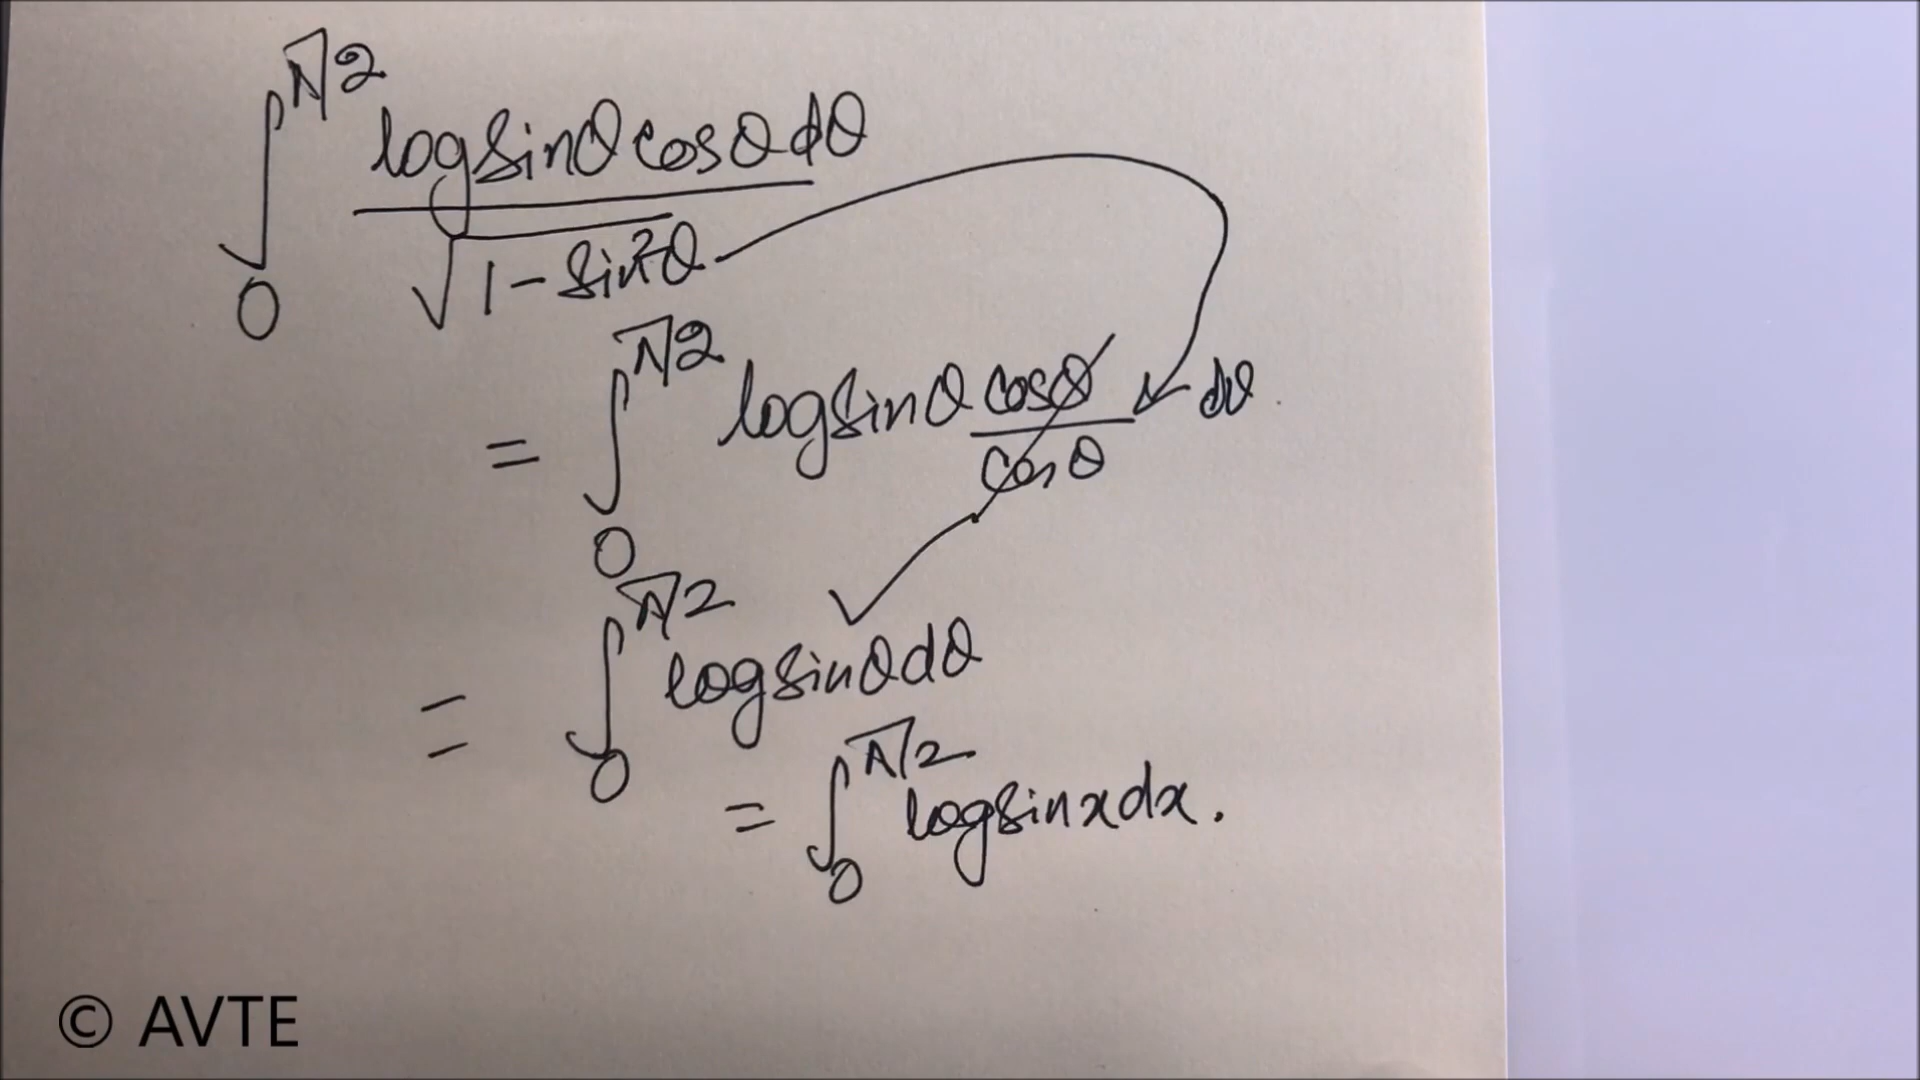 ∫₀^{π/2} log sinθ cosθ dθ / √(1 - sin²θ)
= ∫₀^{π/2} log sinθ cosθ / cosθ dθ
= ∫₀^{π/2} log sinθ dθ
= ∫₀^{π/2} log sin x dx.
© AVTE